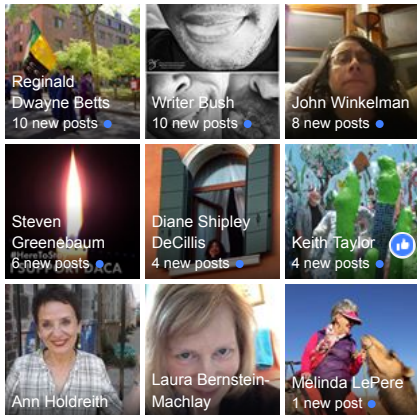 Reginald
Dwayne Betts
10 new posts
Writer Bush
10 new posts
John Winkelman
8 new posts
Steven
Greenebaum
6 new posts
Diane Shipley
DeCillis
4 new posts
Keith Taylor
4 new posts
Ann Holdreith
Laura Bernstein-
Machlay
Melinda LePere
1 new post